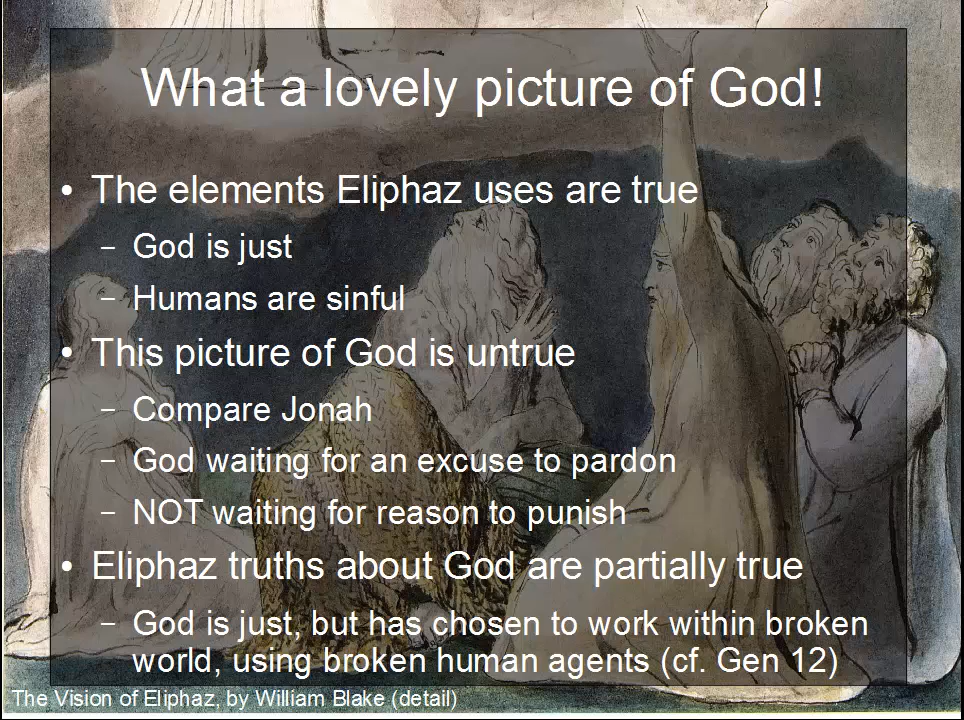 What a lovely picture of God!
• The elements Eliphaz uses are true
– God is just
– Humans are sinful
• This picture of God is untrue
– Compare Jonah
– God waiting for an excuse to pardon
– NOT waiting for reason to punish
• Eliphaz truths about God are partially true
– God is just, but has chosen to work within broken
world, using broken human agents (cf. Gen 12)
The Vision of Eliphaz, by William Blake (detail)